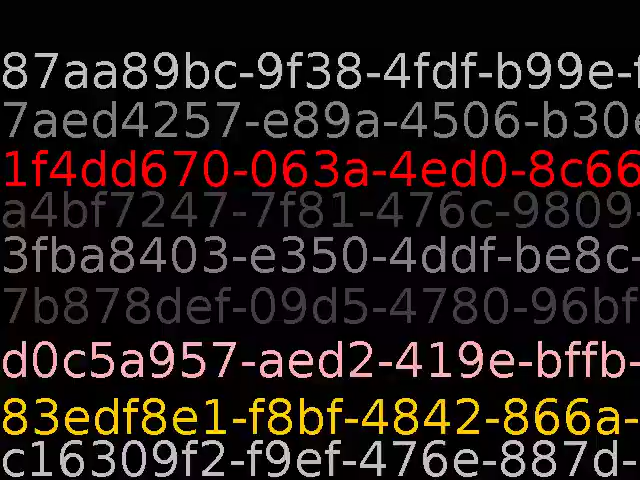 87aa89bc-9f38-4fdf-b99e-f
7aed4257-e89a-4506-b30e
1f4dd670-063a-4ed0-8c66
a4bf7247-7f81-476c-9809-
3fba8403-e350-4ddf-be8c-
7b878def-09d5-4780-96bf
d0c5a957-aed2-419e-bffb-
83edf8e1-f8bf-4842-866a-
c16309f2-f9ef-476e-887d-